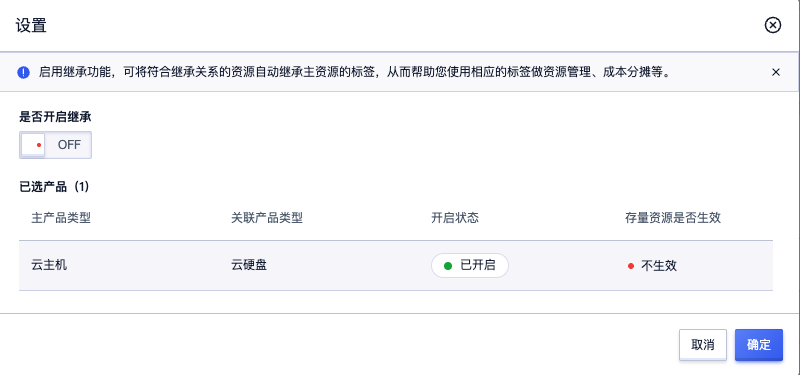 设置
启用继承功能，可将符合继承关系的资源自动继承主资源的标签，从而帮助您使用相应的标签做资源管理、成本分摊等。
是否开启继承
OFF
已选产品（1）
主产品类型 关联产品类型 开启状态 存量资源是否生效
云主机 云硬盘 已开启 不生效
取消 确定